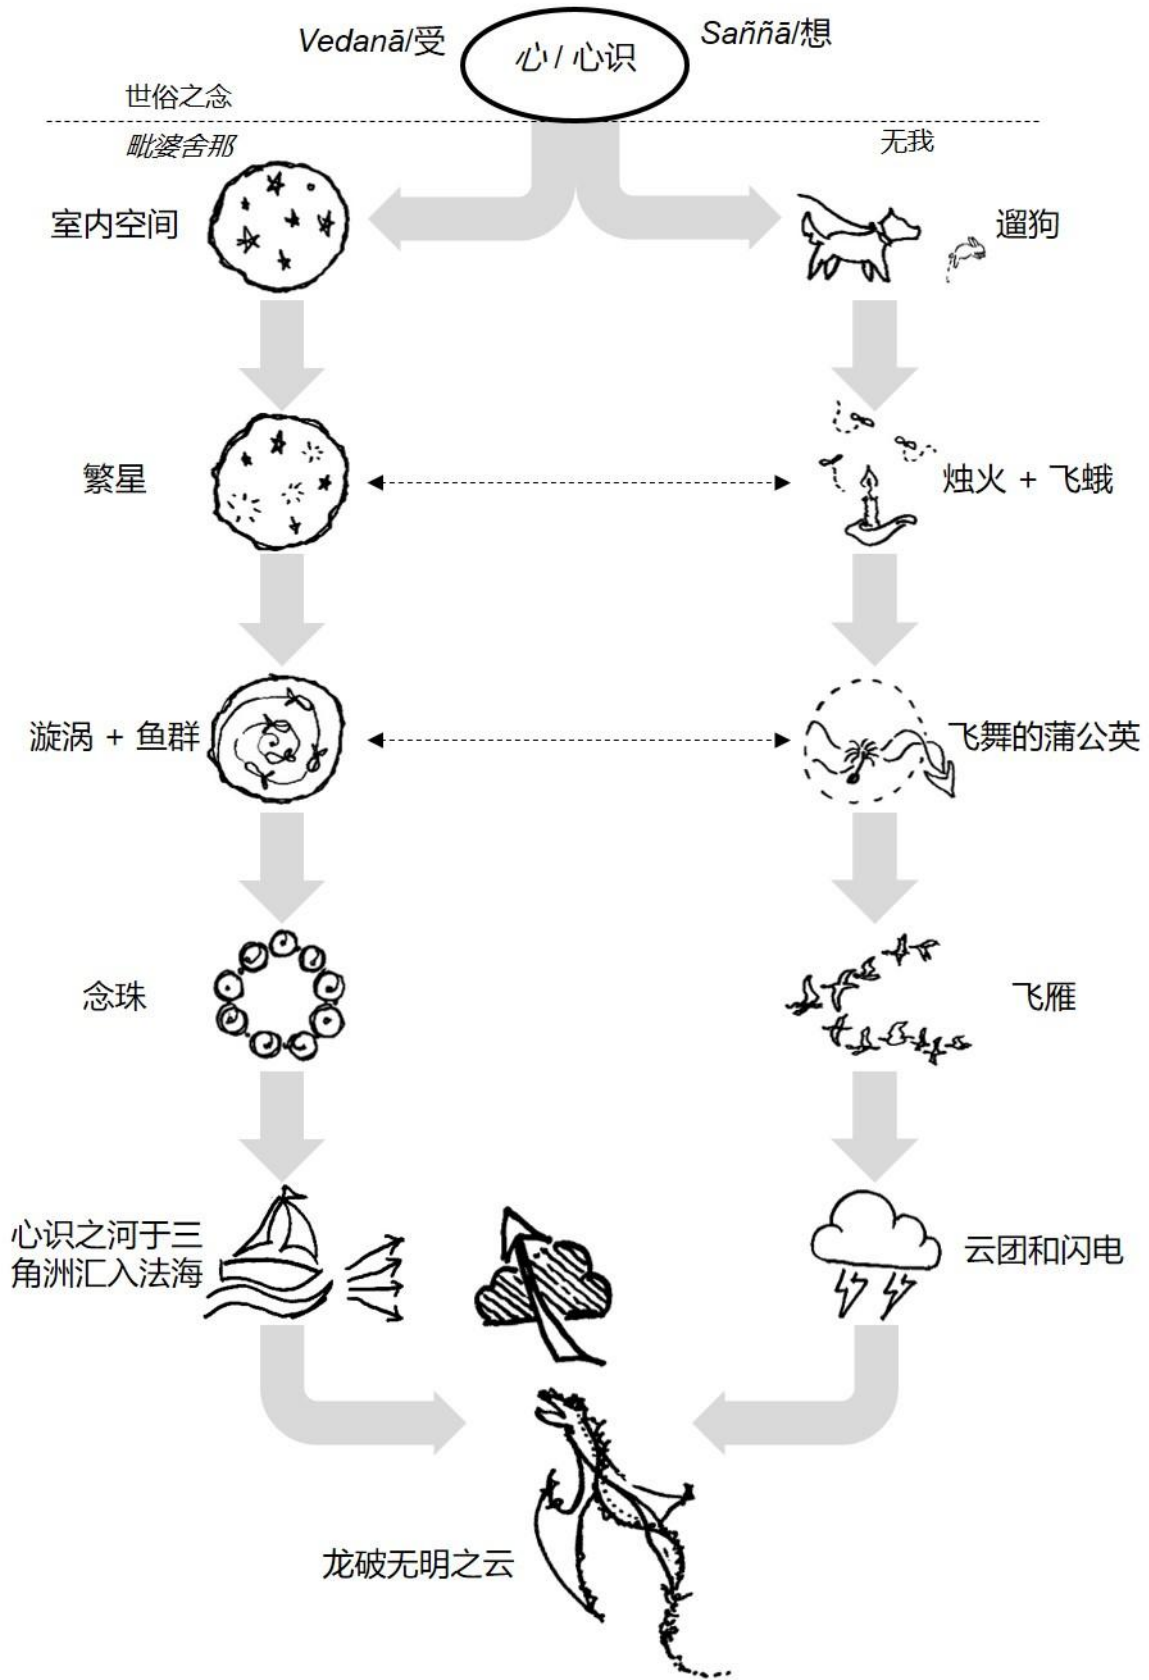 Vedanā/受
心 / 心识
Saññā/想
世俗之念
毗婆舍那
无我
室内空间
遛狗
繁星
烛火 + 飞蛾
漩涡 + 鱼群
飞舞的蒲公英
念珠
飞雁
心识之河于三
角洲汇入法海
云团和闪电
龙破无明之云